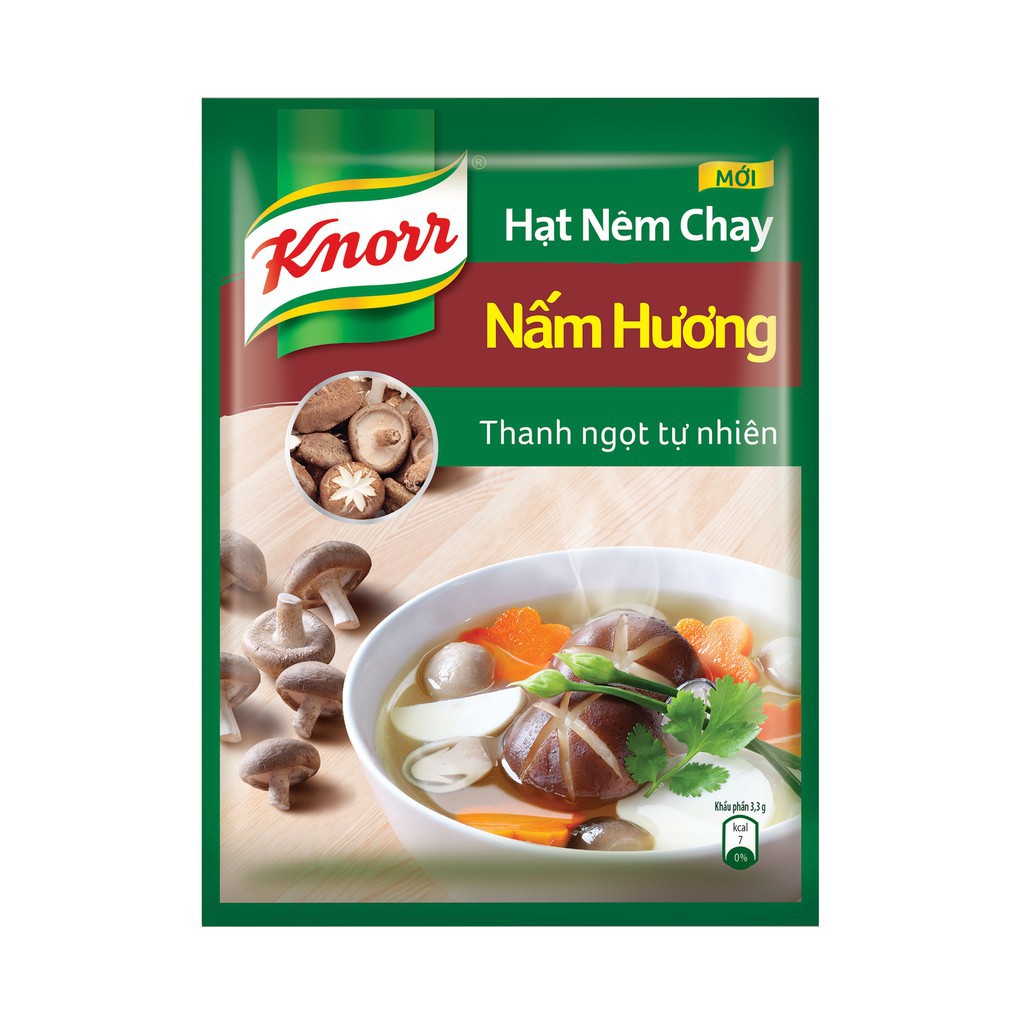 Knorr
®
MỚI
Hạt Nêm Chay
Nấm Hương
Thanh ngọt tự nhiên
Khẩu phần 3,3 g
kcal
7
0%